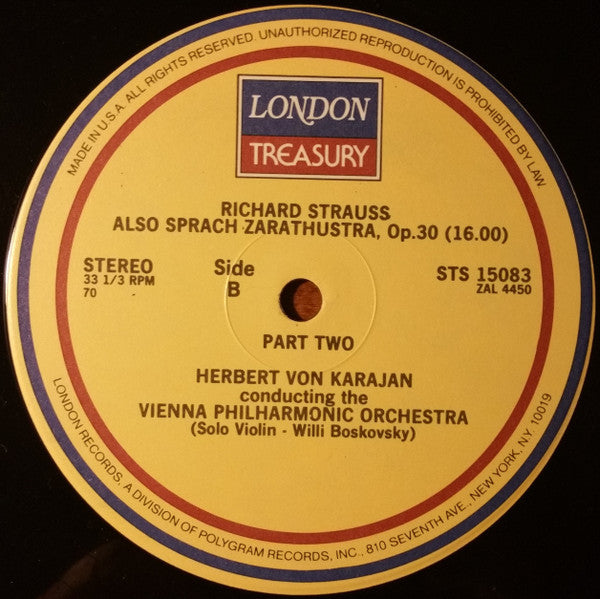 MADE IN U.S.A. ALL RIGHTS RESERVED. UNAUTHORIZED REPRODUCTION IS PROHIBITED BY LAW.
LONDON
TREASURY
RICHARD STRAUSS
ALSO SPRACH ZARATHUSTRA, Op.30 (16.00)
STEREO
33 1/3 RPM
70
Side
B
STS 15083
ZAL 4450
PART TWO
HERBERT VON KARAJAN
conducting the
VIENNA PHILHARMONIC ORCHESTRA
(Solo Violin - Willi Boskovsky)
LONDON RECORDS, A DIVISION OF POLYGRAM RECORDS, INC., 810 SEVENTH AVE., NEW YORK, N.Y. 10019